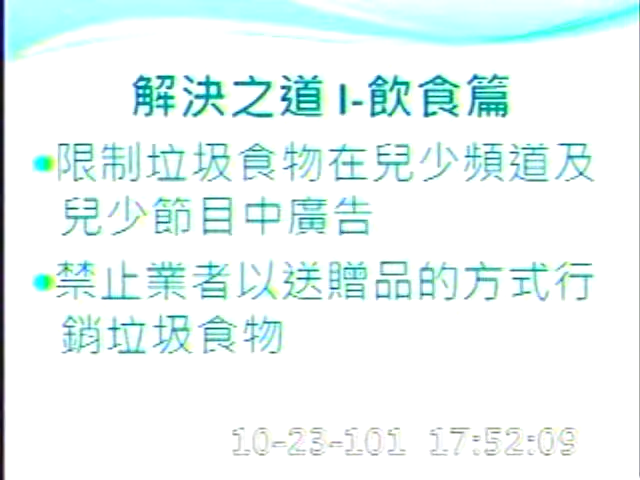 解決之道 I-飲食篇
●限制垃圾食物在兒少頻道及
兒少節目中廣告
●禁止業者以送贈品的方式行
銷垃圾食物
10-23-101 17:52:09